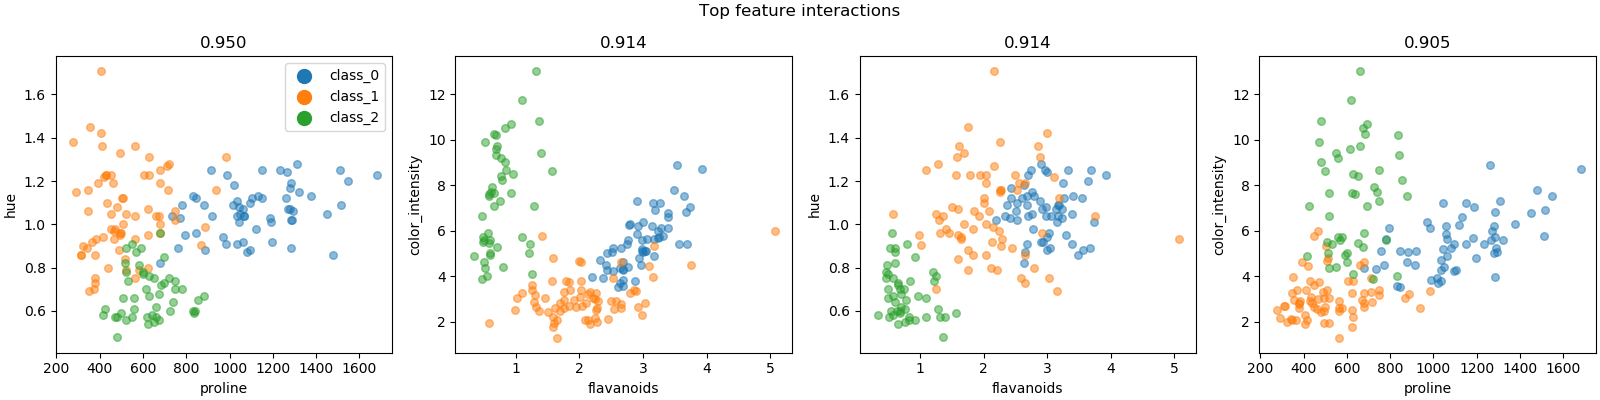 Top feature interactions
0.950
hue
1.6
1.4
1.2
1.0
0.8
0.6
class_0
class_1
class_2
200 400 600 800 1000 1200 1400 1600
proline
0.914
color_intensity
12
10
8
6
4
2
1 2 3 4 5
flavanoids
0.914
hue
1.6
1.4
1.2
1.0
0.8
0.6
1 2 3 4 5
flavanoids
0.905
color_intensity
12
10
8
6
4
2
200 400 600 800 1000 1200 1400 1600
proline